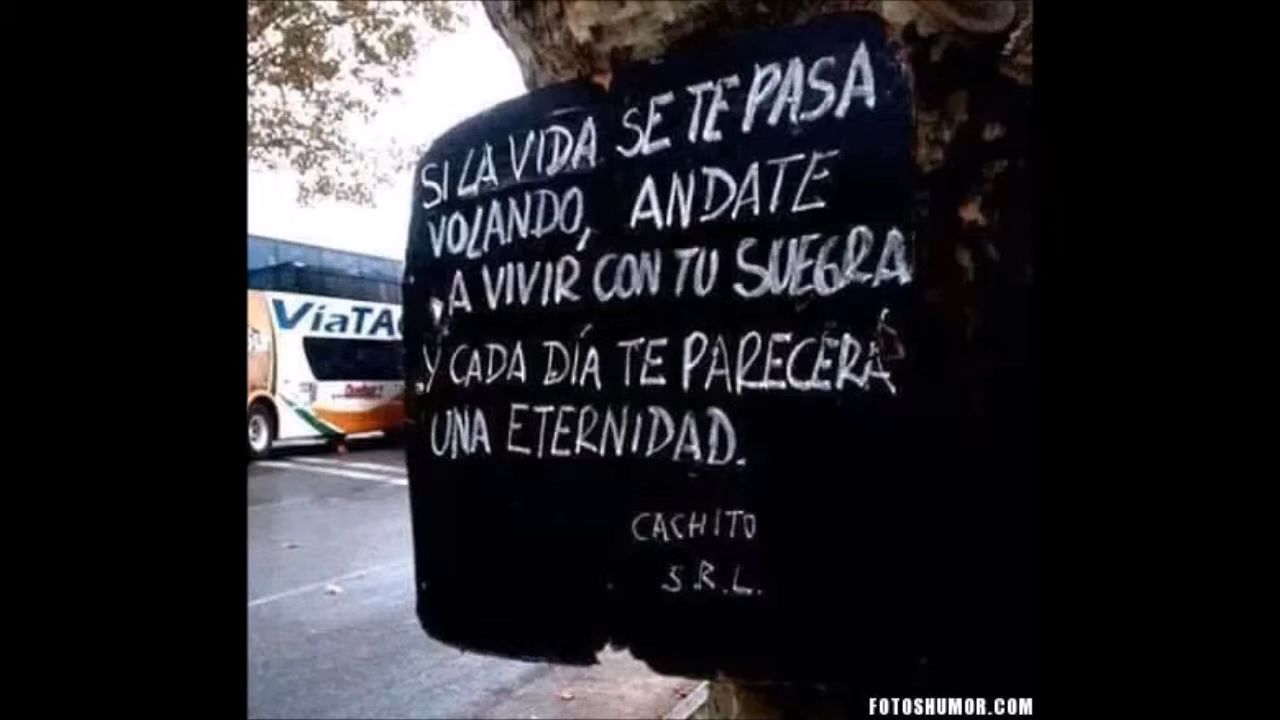 SI LA VIDA SE TE PASA
VOLANDO, ANDATE
A VIVIR CON TU SUEGRA
Y CADA DÍA TE PARECERÁ
UNA ETERNIDAD.
CACHITO
S.R.L.
ViaTAC
FOTOSHUMOR.COM